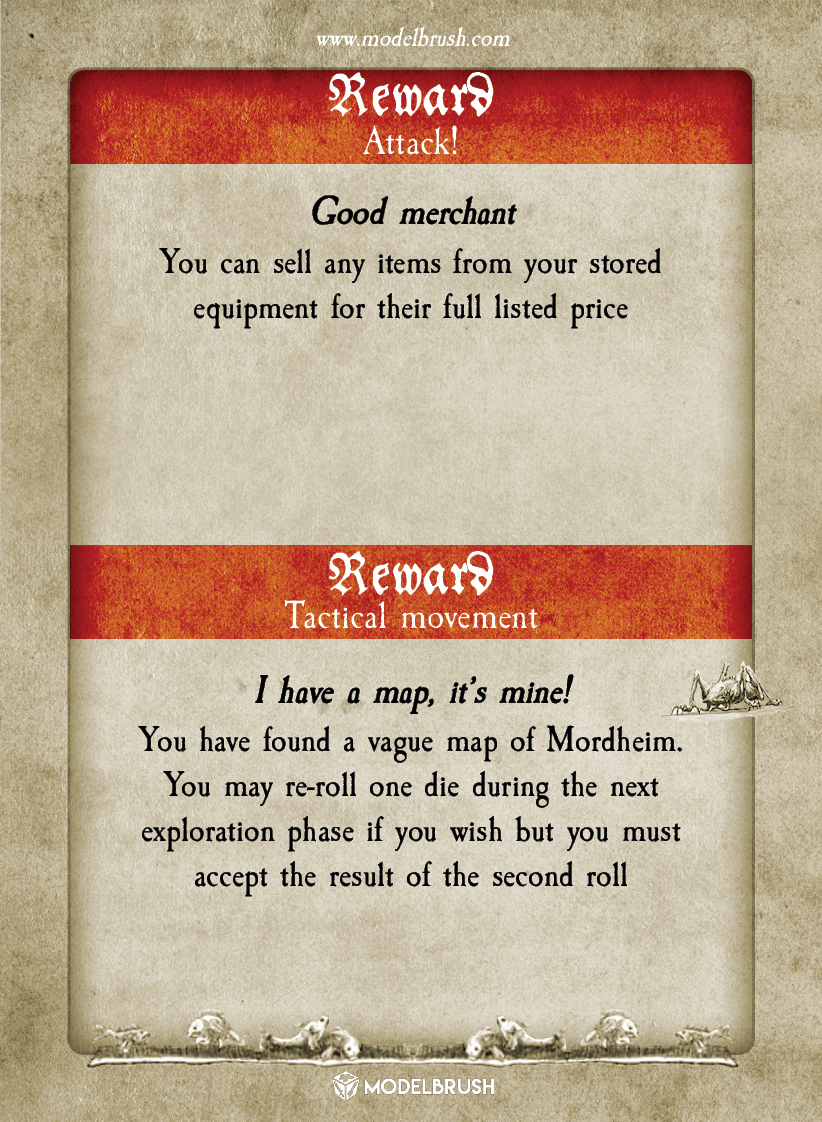 www.modelbrush.com
Reward
Attack!
Good merchant
You can sell any items from your stored
equipment for their full listed price
Reward
Tactical movement
I have a map, it's mine!
You have found a vague map of Mordheim.
You may re-roll one die during the next
exploration phase if you wish but you must
accept the result of the second roll
MODELBRUSH